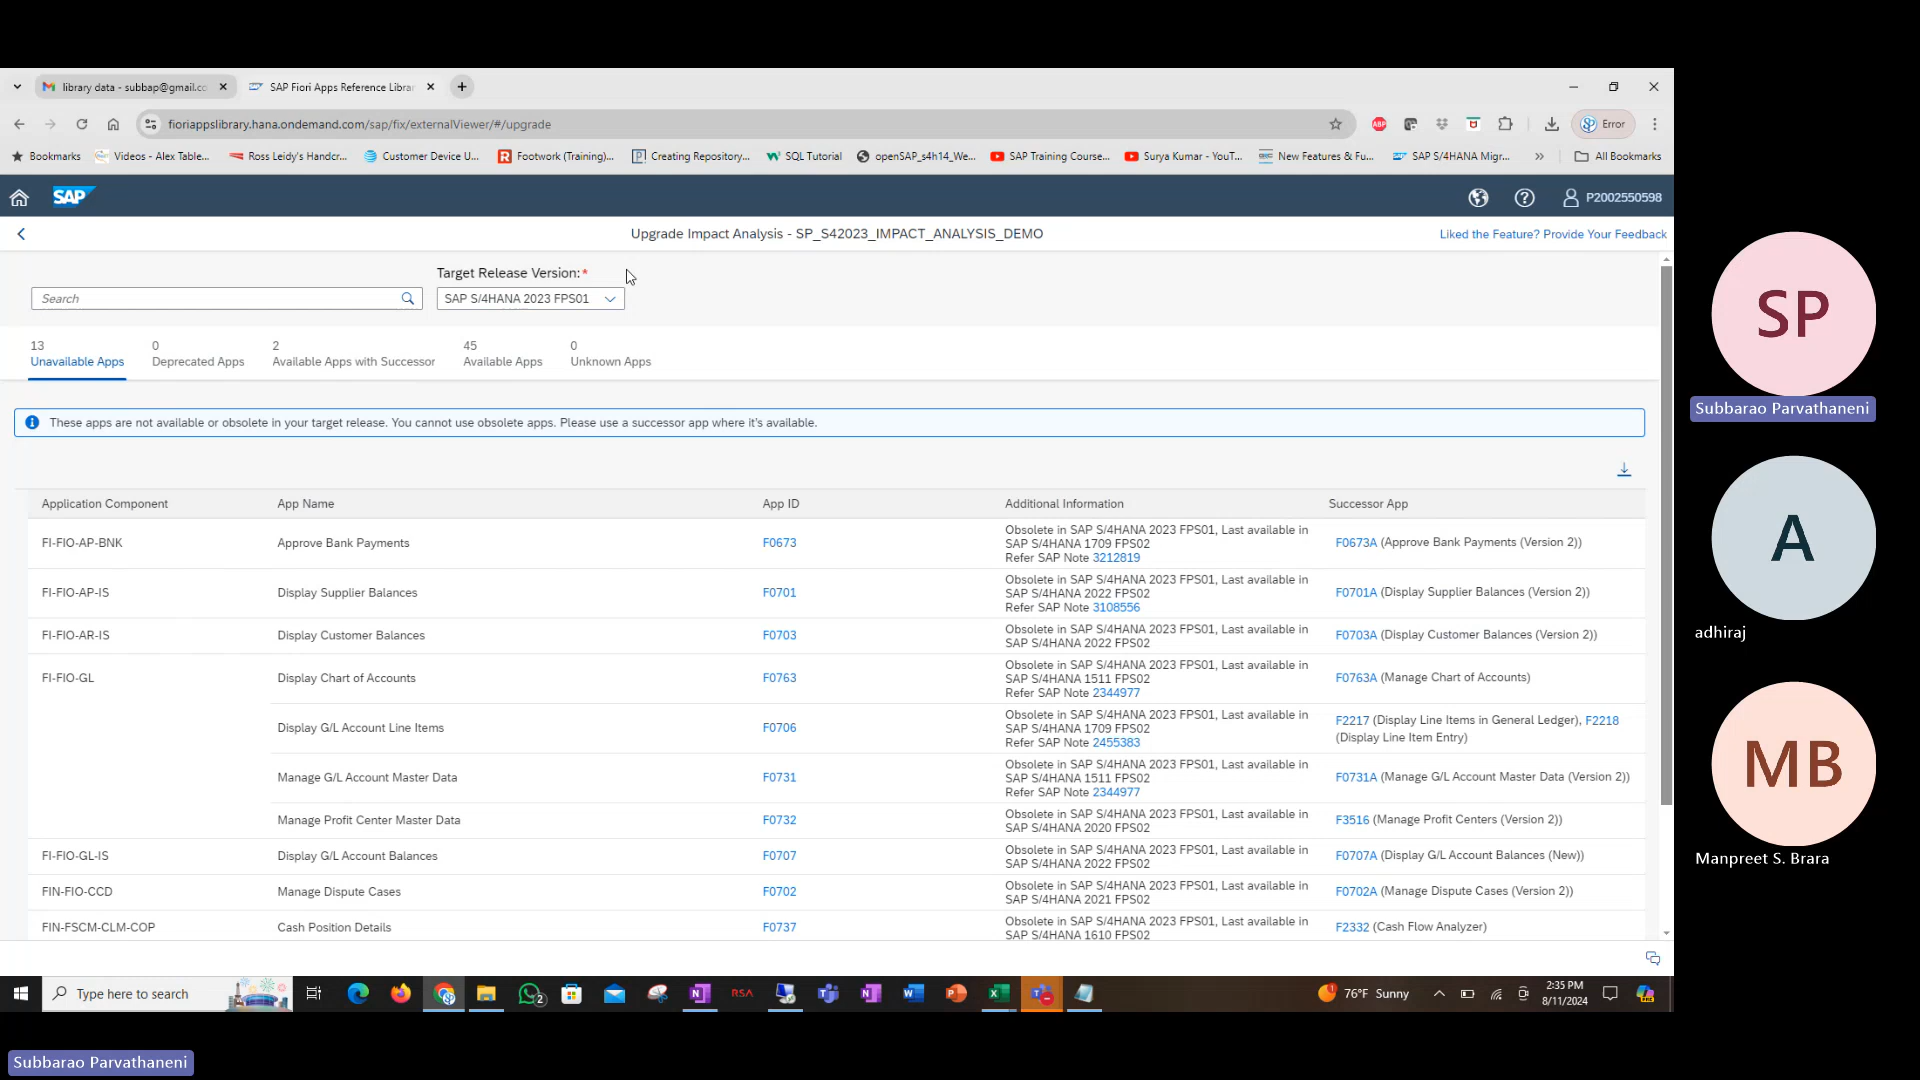 library data - subbap@gmail.co
SAP Fiori Apps Reference Librar
fioriappslibrary.hana.ondemand.com/sap/fix/externalViewer/#/upgrade
ABP
Error
Bookmarks
Videos - Alex Table...
Ross Leidy's Handcr...
Customer Device U...
Footwork (Training)...
Creating Repository...
SQL Tutorial
openSAP_s4h14_We...
SAP Training Course...
Surya Kumar - YouT...
New Features & Fu...
SAP S/4HANA Migr...
All Bookmarks
SAP
P2002550598
Upgrade Impact Analysis - SP_S42023_IMPACT_ANALYSIS_DEMO
Liked the Feature? Provide Your Feedback
Target Release Version:*
Search
SAP S/4HANA 2023 FPS01
13 0 2 45 0
Unavailable Apps Deprecated Apps Available Apps with Successor Available Apps Unknown Apps
These apps are not available or obsolete in your target release. You cannot use obsolete apps. Please use a successor app where it's available.
Application Component App Name App ID Additional Information Successor App
FI-FIO-AP-BNK Approve Bank Payments F0673
Obsolete in SAP S/4HANA 2023 FPS01, Last available in
SAP S/4HANA 1709 FPS02
Refer SAP Note 3212819
F0673A (Approve Bank Payments (Version 2))
FI-FIO-AP-IS Display Supplier Balances F0701
Obsolete in SAP S/4HANA 2023 FPS01, Last available in
SAP S/4HANA 2022 FPS02
Refer SAP Note 3108556
F0701A (Display Supplier Balances (Version 2))
FI-FIO-AR-IS Display Customer Balances F0703
Obsolete in SAP S/4HANA 2023 FPS01, Last available in
SAP S/4HANA 2022 FPS02
F0703A (Display Customer Balances (Version 2))
FI-FIO-GL Display Chart of Accounts F0763
Obsolete in SAP S/4HANA 2023 FPS01, Last available in
SAP S/4HANA 1511 FPS02
Refer SAP Note 2344977
F0763A (Manage Chart of Accounts)
Display G/L Account Line Items F0706
Obsolete in SAP S/4HANA 2023 FPS01, Last available in
SAP S/4HANA 1709 FPS02
Refer SAP Note 2455383
F2217 (Display Line Items in General Ledger), F2218
(Display Line Item Entry)
Manage G/L Account Master Data F0731
Obsolete in SAP S/4HANA 2023 FPS01, Last available in
SAP S/4HANA 1511 FPS02
Refer SAP Note 2344977
F0731A (Manage G/L Account Master Data (Version 2))
Manage Profit Center Master Data F0732
Obsolete in SAP S/4HANA 2023 FPS01, Last available in
SAP S/4HANA 2020 FPS02
F3516 (Manage Profit Centers (Version 2))
FI-FIO-GL-IS Display G/L Account Balances F0707
Obsolete in SAP S/4HANA 2023 FPS01, Last available in
SAP S/4HANA 2022 FPS02
F0707A (Display G/L Account Balances (New))
FIN-FIO-CCD Manage Dispute Cases F0702
Obsolete in SAP S/4HANA 2023 FPS01, Last available in
SAP S/4HANA 2021 FPS02
F0702A (Manage Dispute Cases (Version 2))
FIN-FSCM-CLM-COP Cash Position Details F0737
Obsolete in SAP S/4HANA 2023 FPS01, Last available in
SAP S/4HANA 1610 FPS02
F2332 (Cash Flow Analyzer)
Type here to search
2
RSA
76°F Sunny
2:35 PM
8/11/2024
SP
Subbarao Parvathaneni
A
adhiraj
MB
Manpreet S. Brara
Subbarao Parvathaneni